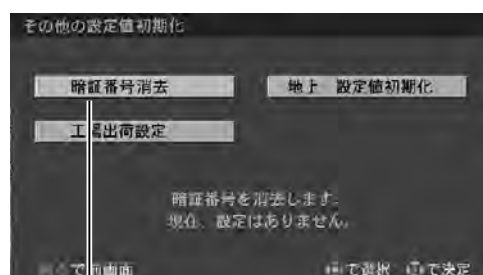 その他の設定値初期化
暗証番号消去
地上 設定値初期化
工場出荷設定
暗証番号を消去します。
現在、設定はありません。
で前画面
で選択 で決定